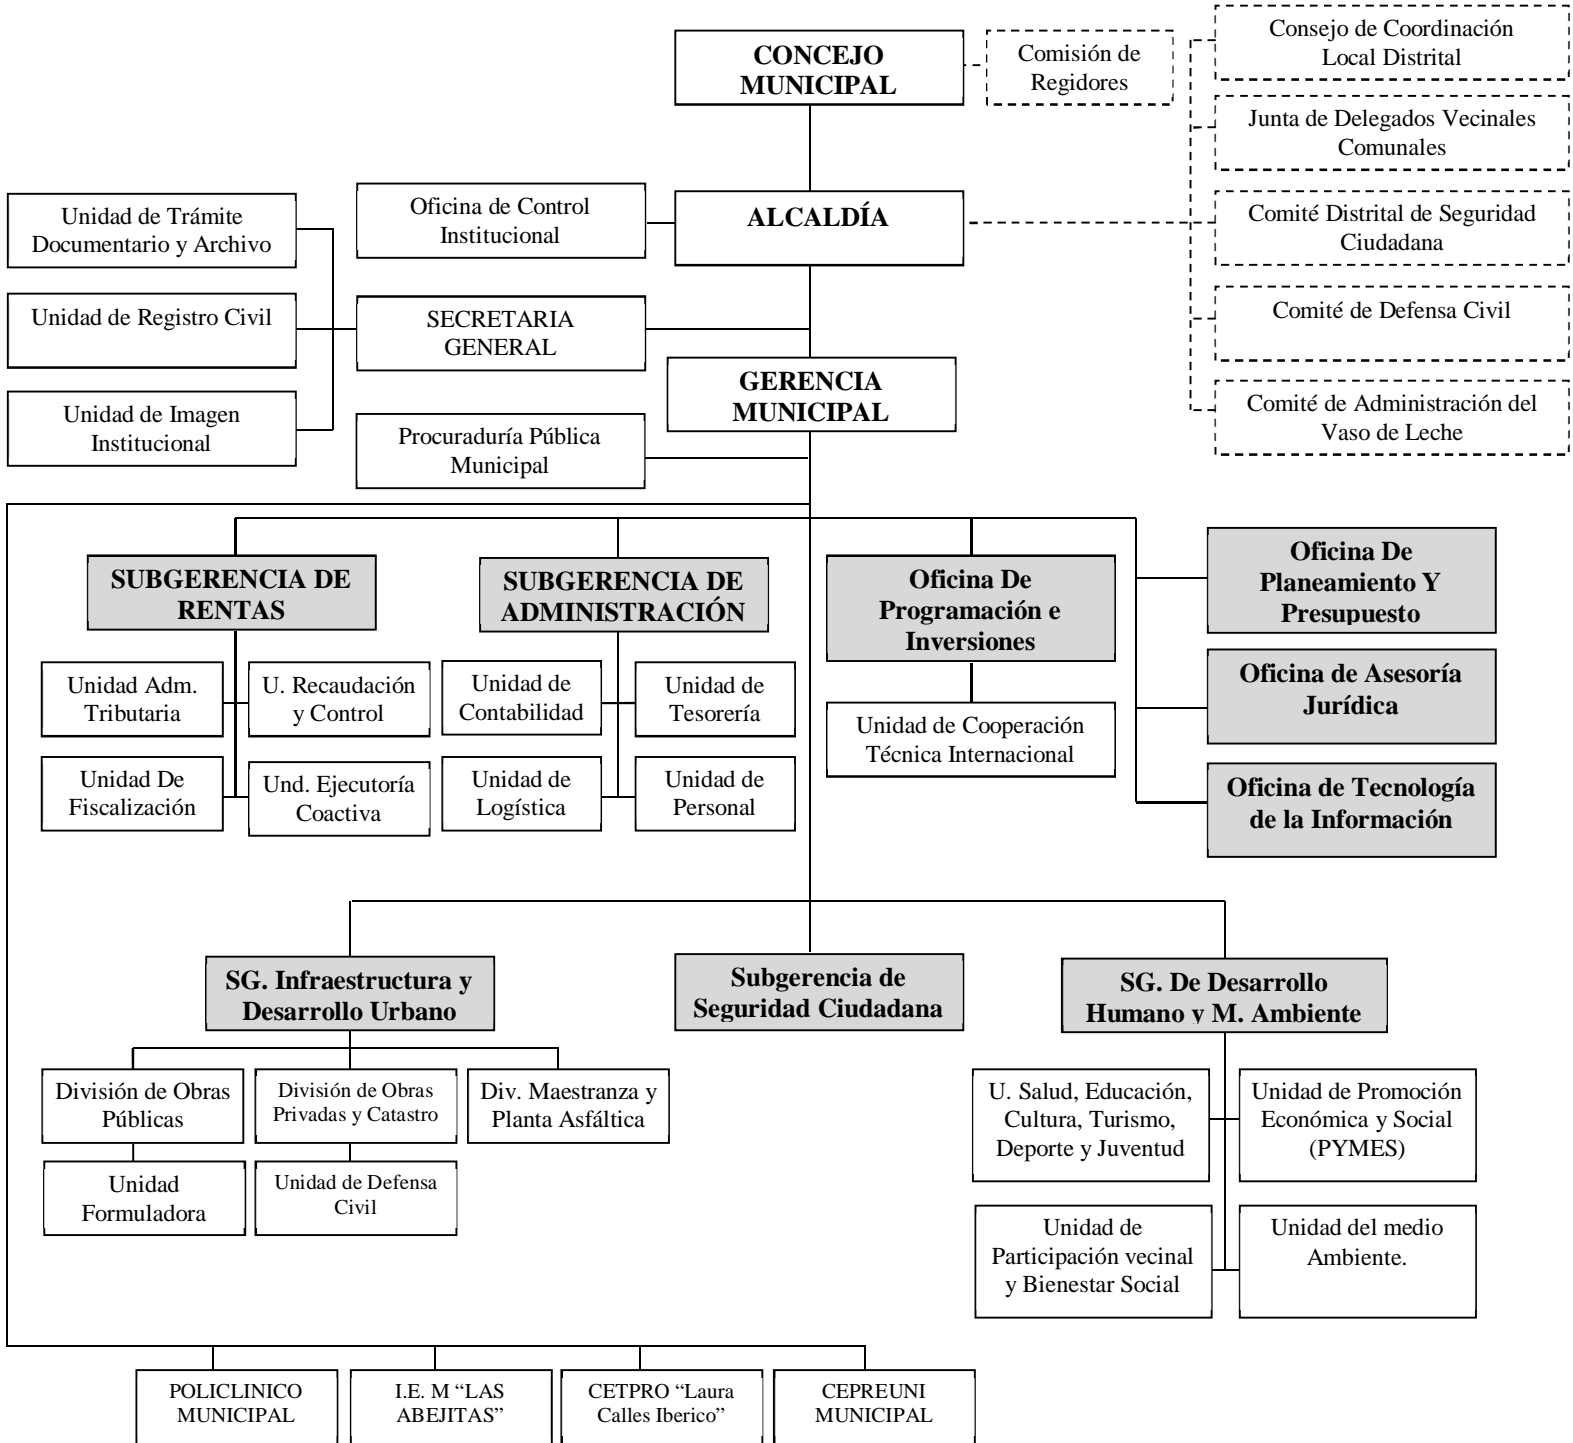 CONCEJO
MUNICIPAL
Comisión de
Regidores
Consejo de Coordinación
Local Distrital
Junta de Delegados Vecinales
Comunales
Comité Distrital de Seguridad
Ciudadana
Comité de Defensa Civil
Comité de Administración del
Vaso de Leche
ALCALDÍA
Oficina de Control
Institucional
Unidad de Trámite
Documentario y Archivo
Unidad de Registro Civil
Unidad de Imagen
Institucional
SECRETARIA
GENERAL
GERENCIA
MUNICIPAL
Procuraduría Pública
Municipal
SUBGERENCIA DE
RENTAS
SUBGERENCIA DE
ADMINISTRACIÓN
Oficina De
Programación e
Inversiones
Oficina De
Planeamiento Y
Presupuesto
Oficina de Asesoría
Jurídica
Oficina de Tecnología
de la Información
Unidad Adm.
Tributaria
U. Recaudación
y Control
Unidad De
Fiscalización
Und. Ejecutoría
Coactiva
Unidad de
Contabilidad
Unidad de
Tesorería
Unidad de
Logística
Unidad de
Personal
Unidad de Cooperación
Técnica Internacional
SG. Infraestructura y
Desarrollo Urbano
Subgerencia de
Seguridad Ciudadana
SG. De Desarrollo
Humano y M. Ambiente
División de Obras
Públicas
División de Obras
Privadas y Catastro
Div. Maestranza y
Planta Asfáltica
Unidad
Formuladora
Unidad de Defensa
Civil
U. Salud, Educación,
Cultura, Turismo,
Deporte y Juventud
Unidad de Promoción
Económica y Social
(PYMES)
Unidad de
Participación vecinal
y Bienestar Social
Unidad del medio
Ambiente.
POLICLINICO
MUNICIPAL
I.E. M “LAS
ABEJITAS”
CETPRO “Laura
Calles Iberico”
CEPREUNI
MUNICIPAL